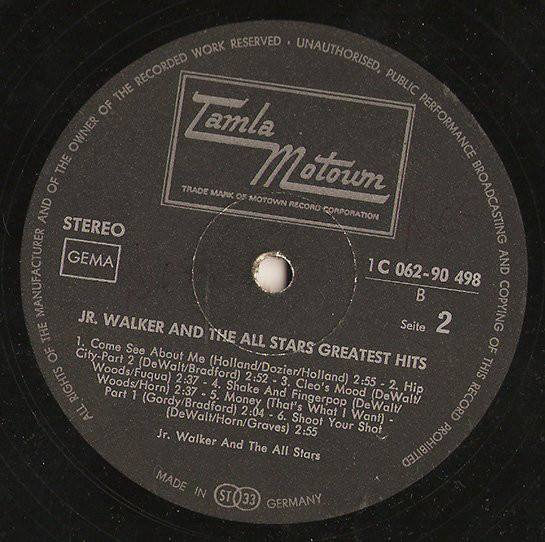 ALL RIGHTS OF THE MANUFACTURER AND OF THE OWNER OF THE RECORDED WORK RESERVED · UNAUTHORISED, PUBLIC PERFORMANCE BROADCASTING AND COPYING OF THIS RECORD PROHIBITED
Tamla
Motown
TRADE MARK OF MOTOWN RECORD CORPORATION
STEREO
GEMA
1 C 062-90 498
B
Seite 2
JR. WALKER AND THE ALL STARS GREATEST HITS
1. Come See About Me (Holland/Dozier/Holland) 2:55 - 2. Hip
City-Part 2 (DeWalt/Bradford) 2:52 - 3. Cleo's Mood (DeWalt/
Woods/Fuqua) 2:37 - 4. Shake And Fingerpop (DeWalt/
Woods/Horn) 2:37 - 5. Money (That's What I Want) -
Part 1 (Gordy/Bradford) 2:04 - 6. Shoot Your Shot
(DeWalt/Horn/Graves) 2:55
Jr. Walker And The All Stars
MADE IN ST 33 GERMANY